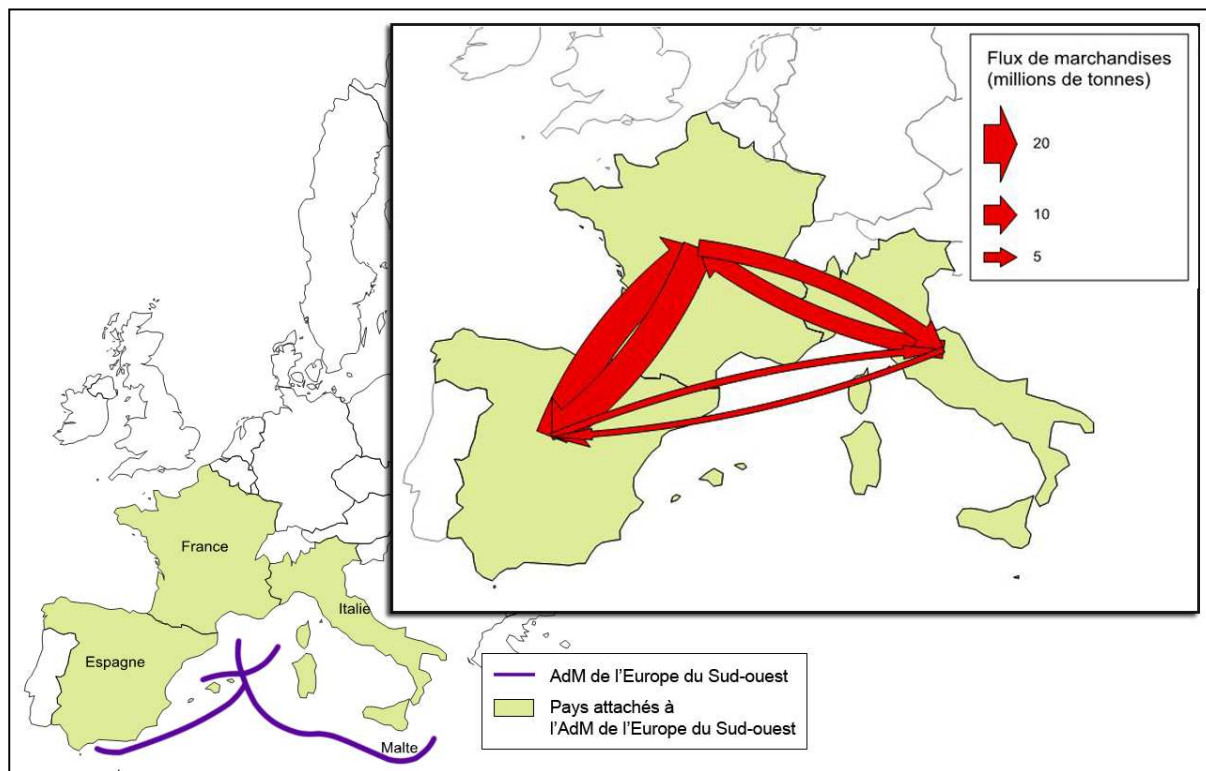 Flux de marchandises
(millions de tonnes)
20
10
5
France
Italie
Espagne
Malte
AdM de l'Europe du Sud-ouest
Pays attachés à
l'AdM de l'Europe du Sud-ouest